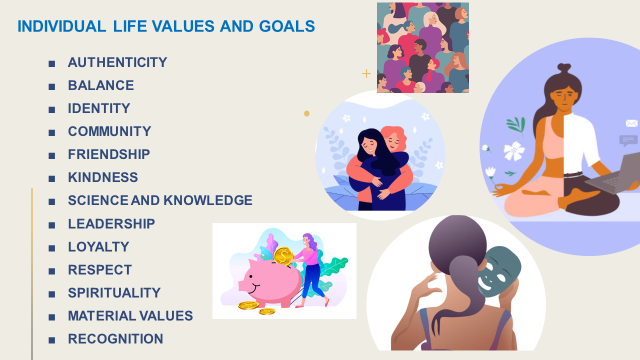 INDIVIDUAL LIFE VALUES AND GOALS
AUTHENTICITY
BALANCE
IDENTITY
COMMUNITY
FRIENDSHIP
KINDNESS
SCIENCE AND KNOWLEDGE
LEADERSHIP
LOYALTY
RESPECT
SPIRITUALITY
MATERIAL VALUES
RECOGNITION